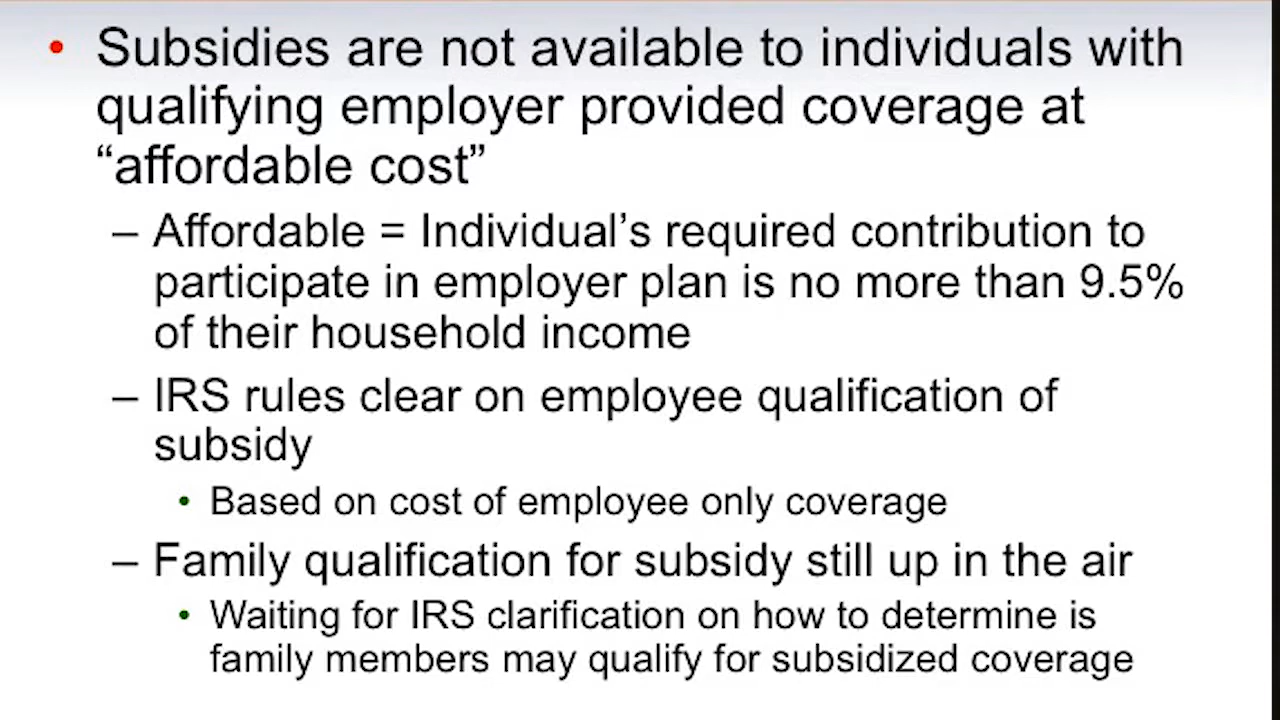 • Subsidies are not available to individuals with
qualifying employer provided coverage at
“affordable cost”
– Affordable = Individual’s required contribution to
participate in employer plan is no more than 9.5%
of their household income
– IRS rules clear on employee qualification of
subsidy
• Based on cost of employee only coverage
– Family qualification for subsidy still up in the air
• Waiting for IRS clarification on how to determine is
family members may qualify for subsidized coverage